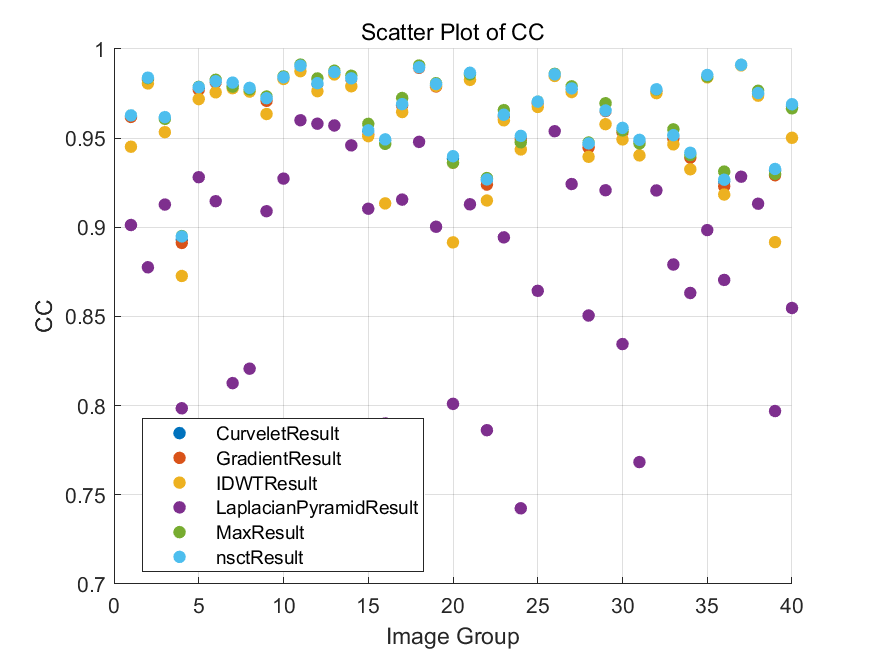 Scatter Plot of CC
1
0.95
0.9
0.85
0.8
0.75
0.7
CC
CurveletResult
GradientResult
IDWTResult
LaplacianPyramidResult
MaxResult
nsctResult
0 5 10 15 20 25 30 35 40
Image Group